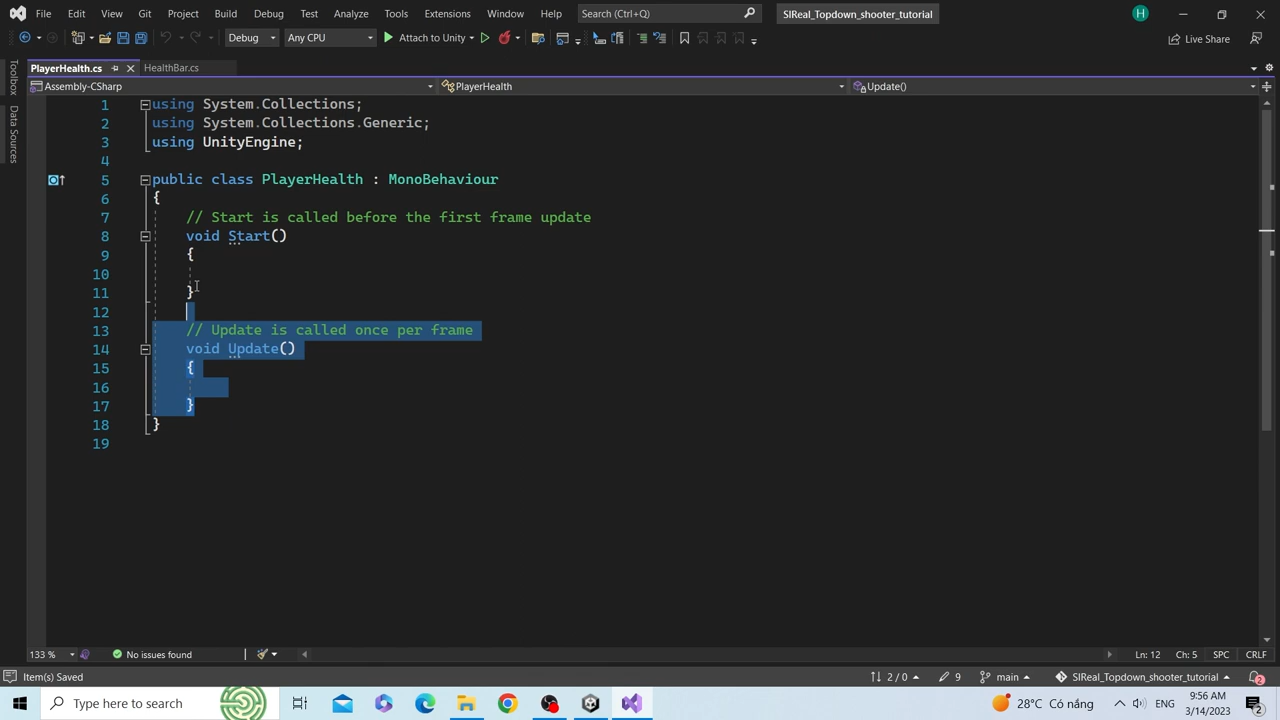 File Edit View Git Project Build Debug Test Analyze Tools Extensions Window Help Search (Ctrl+Q) SIReal_Topdown_shooter_tutorial H
Debug Any CPU Attach to Unity Live Share
PlayerHealth.cs HealthBar.cs
Assembly-CSharp PlayerHealth Update()
Toolbox
Data Sources
1 using System.Collections;
2 using System.Collections.Generic;
3 using UnityEngine;
4
5 public class PlayerHealth : MonoBehaviour
6 {
7 // Start is called before the first frame update
8 void Start()
9 {
10
11 }
12
13 // Update is called once per frame
14 void Update()
15 {
16
17 }
18 }
19
133 % No issues found Ln: 12 Ch: 5 SPC CRLF
Item(s) Saved 2 / 0 9 main SIReal_Topdown_shooter_tutorial 2
Type here to search 28°C Có nắng ENG 9:56 AM
3/14/2023 2